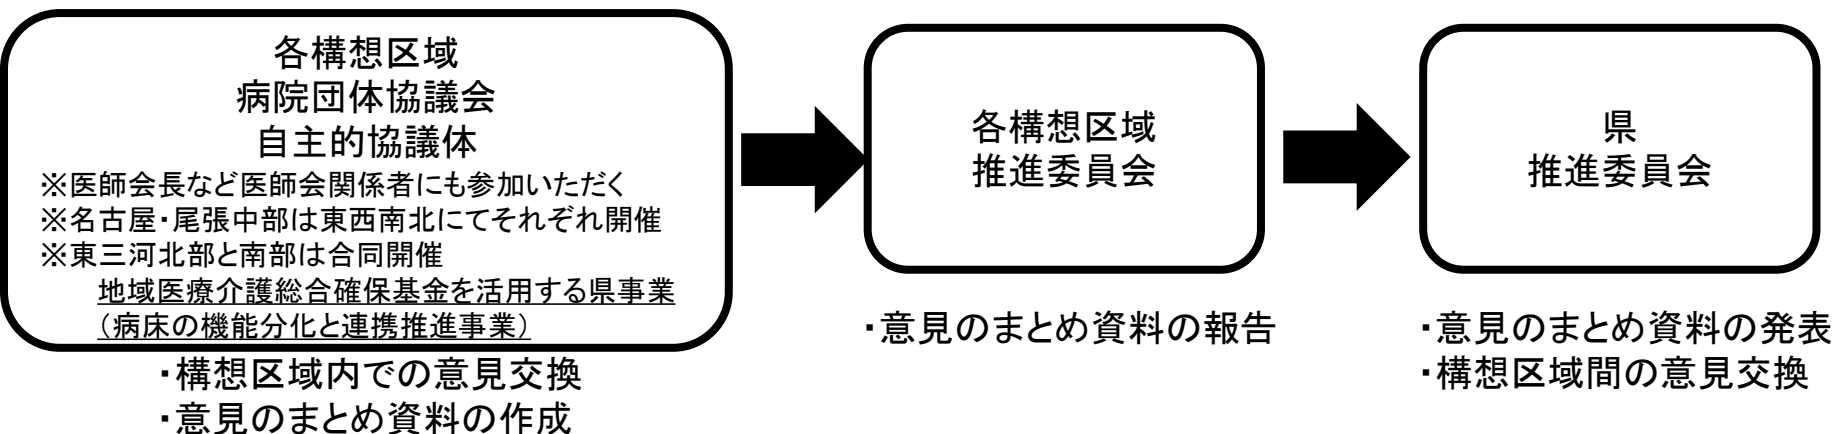 各構想区域
病院団体協議会
自主的協議体
※医師会長など医師会関係者にも参加いただく
※名古屋・尾張中部は東西南北にてそれぞれ開催
※東三河北部と南部は合同開催
地域医療介護総合確保基金を活用する県事業
（病床の機能分化と連携推進事業）
・構想区域内での意見交換
・意見のまとめ資料の作成
各構想区域
推進委員会
・意見のまとめ資料の報告
県
推進委員会
・意見のまとめ資料の発表
・構想区域間の意見交換